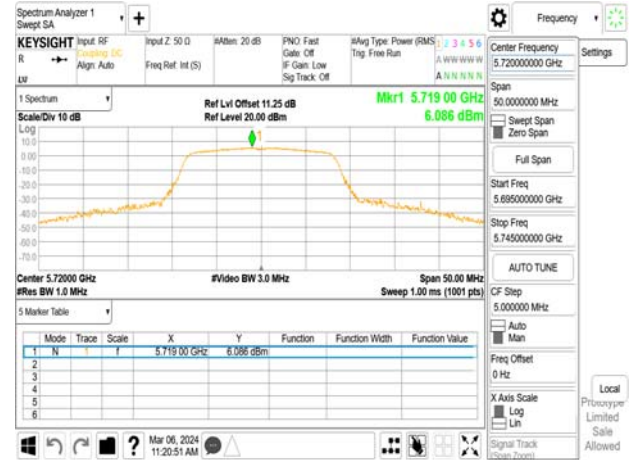 Spectrum Analyzer 1
Swept SA
Frequency
KEYSIGHT
Input: RF
Coupling: DC
Align: Auto
Input Z: 50 Ω
Freq Ref: Int (S)
#Atten: 20 dB
PNO: Fast
Gate: Off
IF Gain: Low
Sig Track: Off
#Avg Type: Power (RMS
Trig: Free Run
1 2 3 4 5 6
A W W W W W
A N N N N N
R
LXI
1 Spectrum
Scale/Div 10 dB
Ref Lvl Offset 11.25 dB
Ref Level 20.00 dBm
Mkr1 5.719 00 GHz
6.086 dBm
Log
10.0
0.00
-10.0
-20.0
-30.0
-40.0
-50.0
-60.0
-70.0
1
Center 5.72000 GHz
#Res BW 1.0 MHz
#Video BW 3.0 MHz
Span 50.00 MHz
Sweep 1.00 ms (1001 pts)
5 Marker Table
Mode Trace Scale X Y Function Function Width Function Value
1 N 1 f 5.719 00 GHz 6.086 dBm
2
3
4
5
6
Mar 06, 2024
11:20:51 AM
Center Frequency
5.720000000 GHz
Settings
Span
50.0000000 MHz
Swept Span
Zero Span
Full Span
Start Freq
5.695000000 GHz
Stop Freq
5.745000000 GHz
AUTO TUNE
CF Step
5.000000 MHz
Auto
Man
Freq Offset
0 Hz
X Axis Scale
Log
Lin
Signal Track
(Span Zoom)
Local
Prototype
Limited
Sale
Allowed